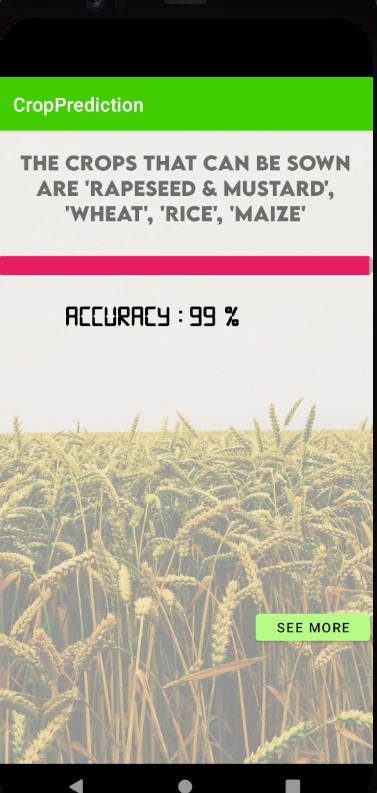 CropPrediction
THE CROPS THAT CAN BE SOWN
ARE 'RAPESEED & MUSTARD',
'WHEAT', 'RICE', 'MAIZE'
ACCURACY : 99 %
SEE MORE